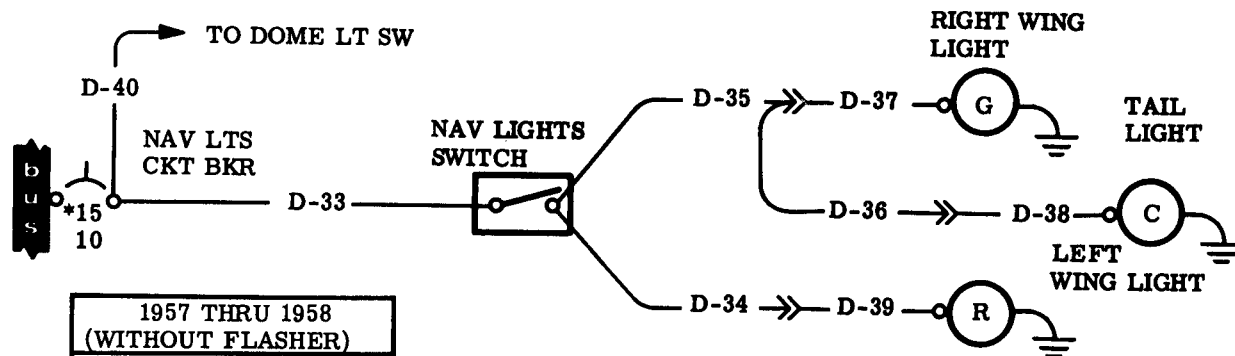 TO DOME LT SW
D-40
NAV LTS
CKT BKR
bus
*15
10
D-33
NAV LIGHTS
SWITCH
D-35
D-37
RIGHT WING
LIGHT
G
TAIL
LIGHT
D-36
D-38
C
LEFT
WING LIGHT
D-34
D-39
R
1957 THRU 1958
(WITHOUT FLASHER)